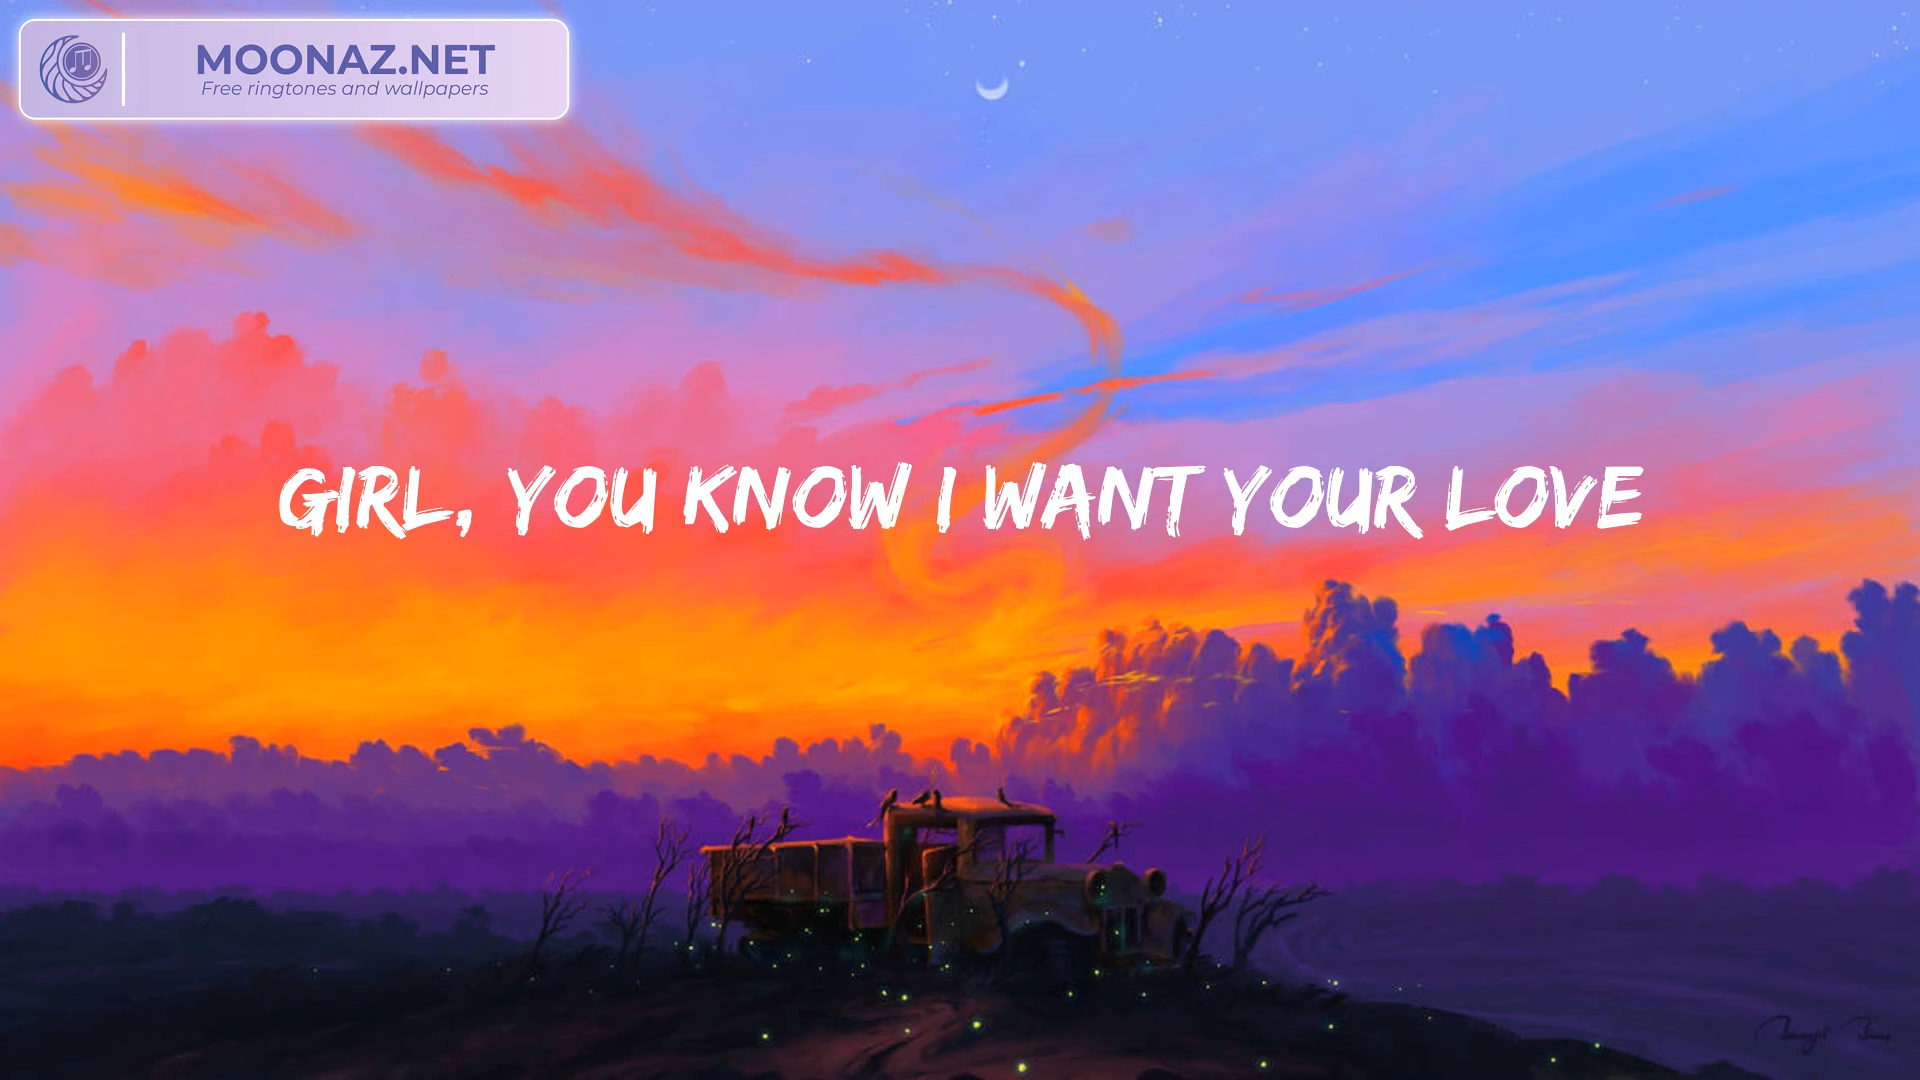 MOONAZ.NET
Free ringtones and wallpapers
GIRL, YOU KNOW I WANT YOUR LOVE